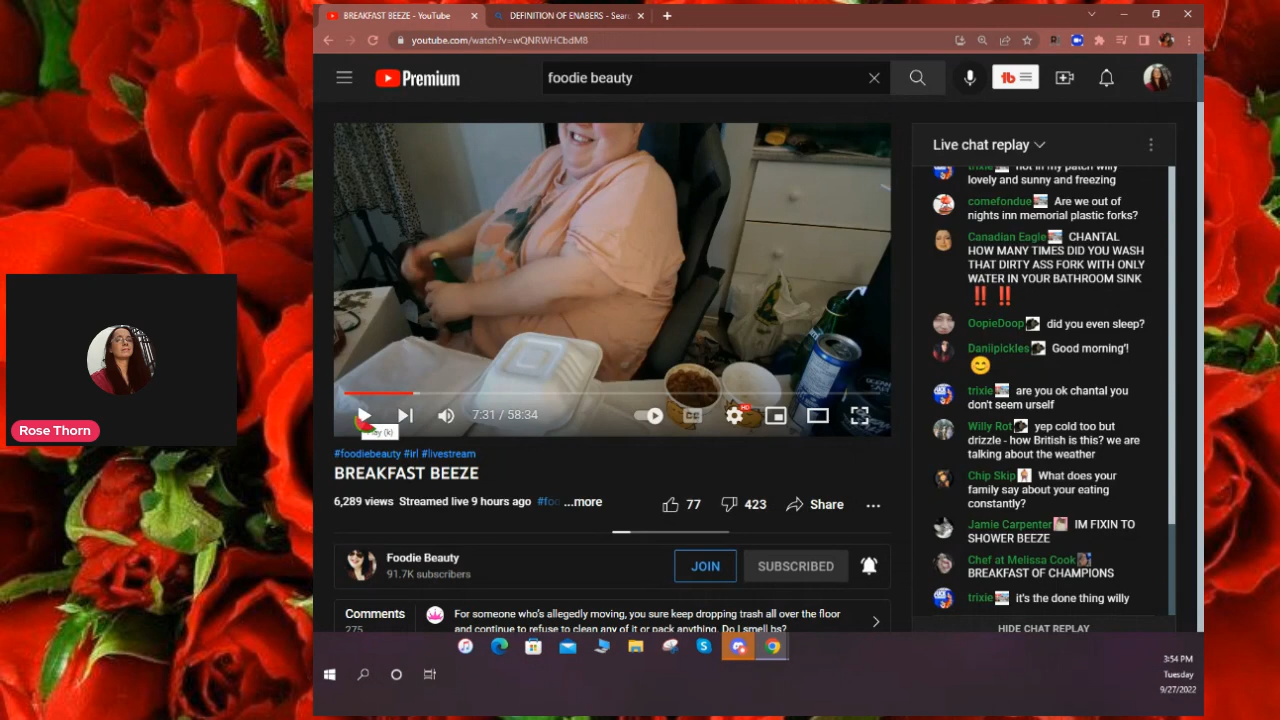 BREAKFAST BEEZE - YouTube
DEFINITION OF ENABERS - Sear
youtube.com/watch?v=wQNRWHCbdM8
Premium
foodie beauty
Live chat replay
trixie not in my patch willy
lovely and sunny and freezing
comefondue Are we out of
nights inn memorial plastic forks?
Canadian Eagle CHANTAL
HOW MANY TIMES DID YOU WASH
THAT DIRTY ASS FORK WITH ONLY
WATER IN YOUR BATHROOM SINK
‼️ ‼️
OopieDoop did you even sleep?
Danilpickles Good morning'!
😊
trixie are you ok chantal you
don't seem urself
Willy Rot yep cold too but
drizzle - how British is this? we are
talking about the weather
Chip Skip What does your
family say about your eating
constantly?
Jamie Carpenter IM FIXIN TO
SHOWER BEEZE
Chef at Melissa Cook
BREAKFAST OF CHAMPIONS
trixie it's the done thing willy
HIDE CHAT REPLAY
7:31 / 58:34
CC
HD
Play (k)
#foodiebeauty #irl #livestream
BREAKFAST BEEZE
6,289 views Streamed live 9 hours ago #foo ...more
77
423
Share
Foodie Beauty
91.7K subscribers
JOIN
SUBSCRIBED
Comments
275
For someone who's allegedly moving, you sure keep dropping trash all over the floor
and continue to refuse to clean any of it or pack anything. Do I smell bs?
Rose Thorn
3:54 PM
Tuesday
9/27/2022